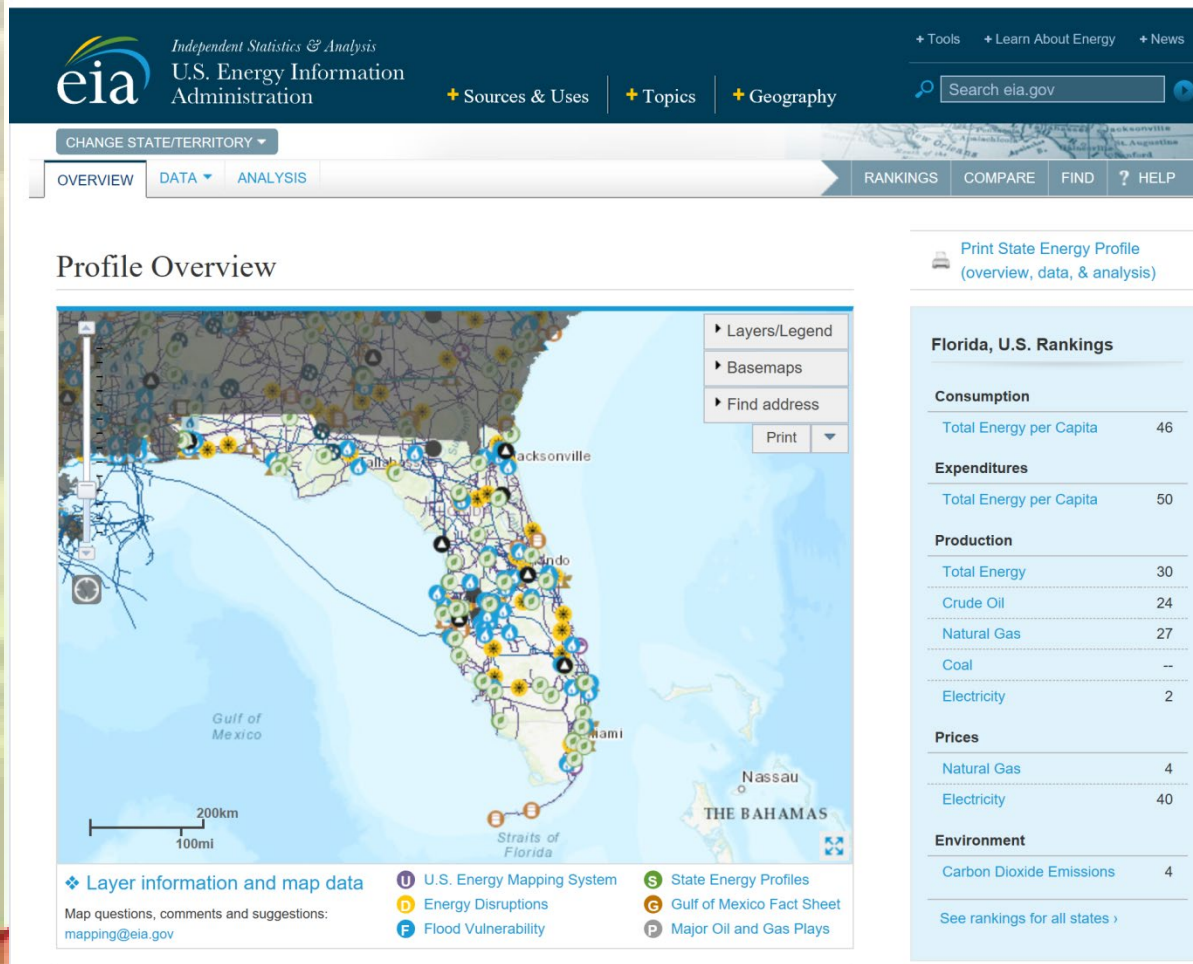 eia
Independent Statistics & Analysis
U.S. Energy Information
Administration
+ Sources & Uses
+ Topics
+ Geography
+ Tools
+ Learn About Energy
+ News
Search eia.gov
CHANGE STATE/TERRITORY
OVERVIEW
DATA
ANALYSIS
RANKINGS
COMPARE
FIND
? HELP
Profile Overview
Print State Energy Profile
(overview, data, & analysis)
Layers/Legend
Basemaps
Find address
Print
acksonville
ando
iami
Gulf of
Mexico
Nassau
THE BAHAMAS
Straits of
Florida
200km
100mi
Layer information and map data
Map questions, comments and suggestions:
mapping@eia.gov
U U.S. Energy Mapping System
D Energy Disruptions
F Flood Vulnerability
S State Energy Profiles
G Gulf of Mexico Fact Sheet
P Major Oil and Gas Plays
Florida, U.S. Rankings
Consumption
Total Energy per Capita 46
Expenditures
Total Energy per Capita 50
Production
Total Energy 30
Crude Oil 24
Natural Gas 27
Coal --
Electricity 2
Prices
Natural Gas 4
Electricity 40
Environment
Carbon Dioxide Emissions 4
See rankings for all states ›